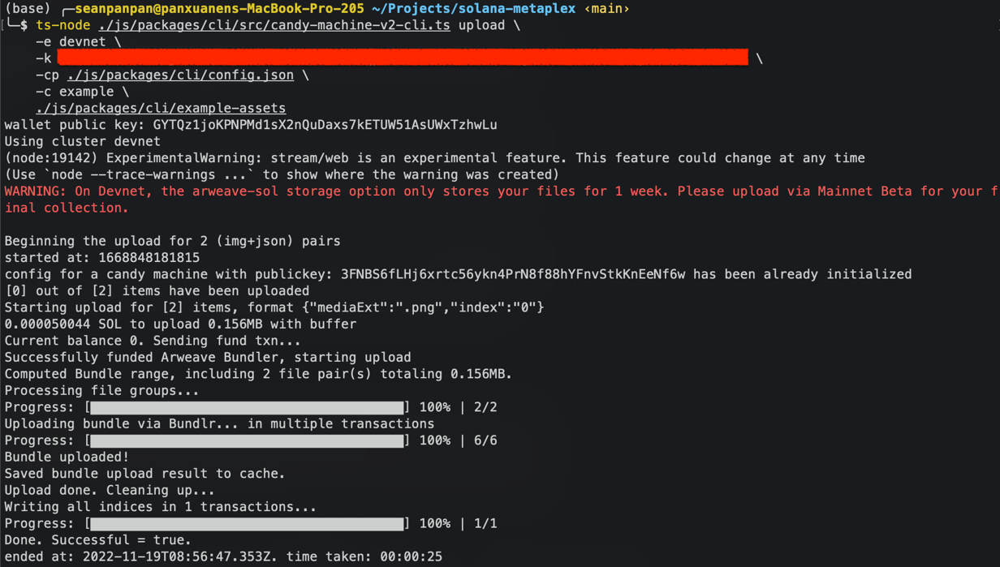 (base) ╭─seanpanpan@panxuanens-MacBook-Pro-205 ~/Projects/solana-metaplex ‹main›
╰─$ ts-node ./js/packages/cli/src/candy-machine-v2-cli.ts upload \
-e devnet \
-k \
-cp ./js/packages/cli/config.json \
-c example \
./js/packages/cli/example-assets
wallet public key: GYTQz1joKPNPMd1sX2nQuDaxs7kETUW51AsUWxTzhwLu
Using cluster devnet
(node:19142) ExperimentalWarning: stream/web is an experimental feature. This feature could change at any time
(Use `node --trace-warnings ...` to show where the warning was created)
WARNING: On Devnet, the arweave-sol storage option only stores your files for 1 week. Please upload via Mainnet Beta for your f
inal collection.
Beginning the upload for 2 (img+json) pairs
started at: 1668848181815
config for a candy machine with publickey: 3FNBS6fLHj6xrtc56ykn4PrN8f88hYFnvStkKnEeNf6w has been already initialized
[0] out of [2] items have been uploaded
Starting upload for [2] items, format {"mediaExt":".png","index":"0"}
0.000050044 SOL to upload 0.156MB with buffer
Current balance 0. Sending fund txn...
Successfully funded Arweave Bundler, starting upload
Computed Bundle range, including 2 file pair(s) totaling 0.156MB.
Processing file groups...
Progress: [] 100% | 2/2
Uploading bundle via Bundlr... in multiple transactions
Progress: [] 100% | 6/6
Bundle uploaded!
Saved bundle upload result to cache.
Upload done. Cleaning up...
Writing all indices in 1 transactions...
Progress: [] 100% | 1/1
Done. Successful = true.
ended at: 2022-11-19T08:56:47.353Z. time taken: 00:00:25